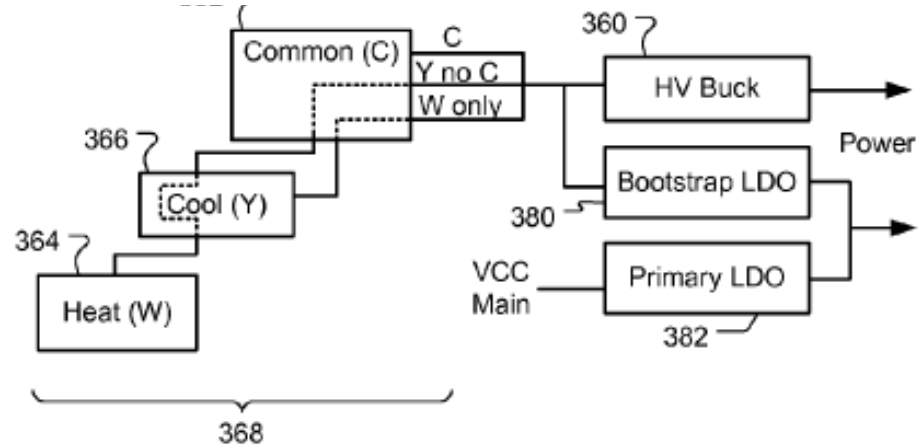 Common (C)
C
Y no C
W only
360
HV Buck
Power
366
Cool (Y)
Bootstrap LDO
380
364
Heat (W)
VCC
Main
Primary LDO
382
368